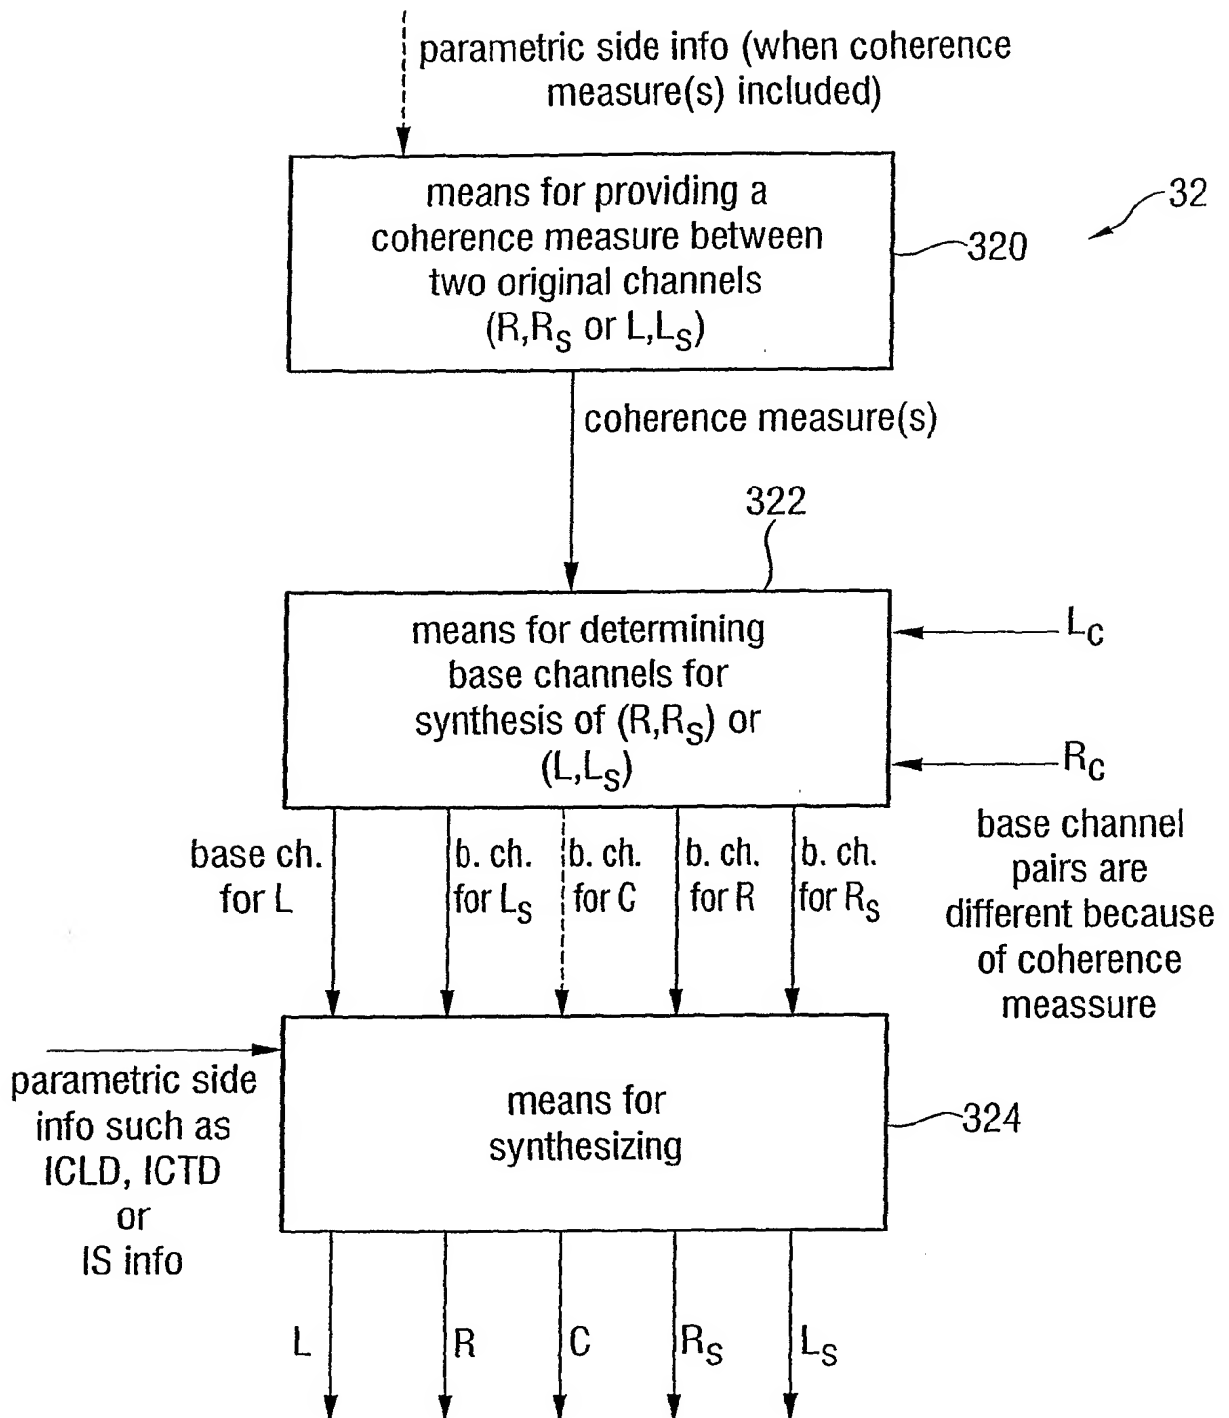 parametric side info (when coherence
measure(s) included)
means for providing a
coherence measure between
two original channels
(R,RS or L,LS)
320
32
coherence measure(s)
322
means for determining
base channels for
synthesis of (R,RS) or
(L,LS)
LC
RC
base channel
pairs are
different because
of coherence
meassure
base ch.
for L
b. ch.
for LS
b. ch.
for C
b. ch.
for R
b. ch.
for RS
parametric side
info such as
ICLD, ICTD
or
IS info
means for
synthesizing
324
L
R
C
RS
LS